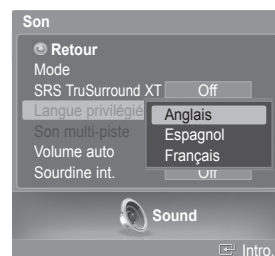 Son
Retour
Mode
SRS TruSurround XT Off
Langue privilégié
Anglais
Son multi-piste
Espagnol
Volume auto
Français
Sourdine int. Off
Sound
Intro.